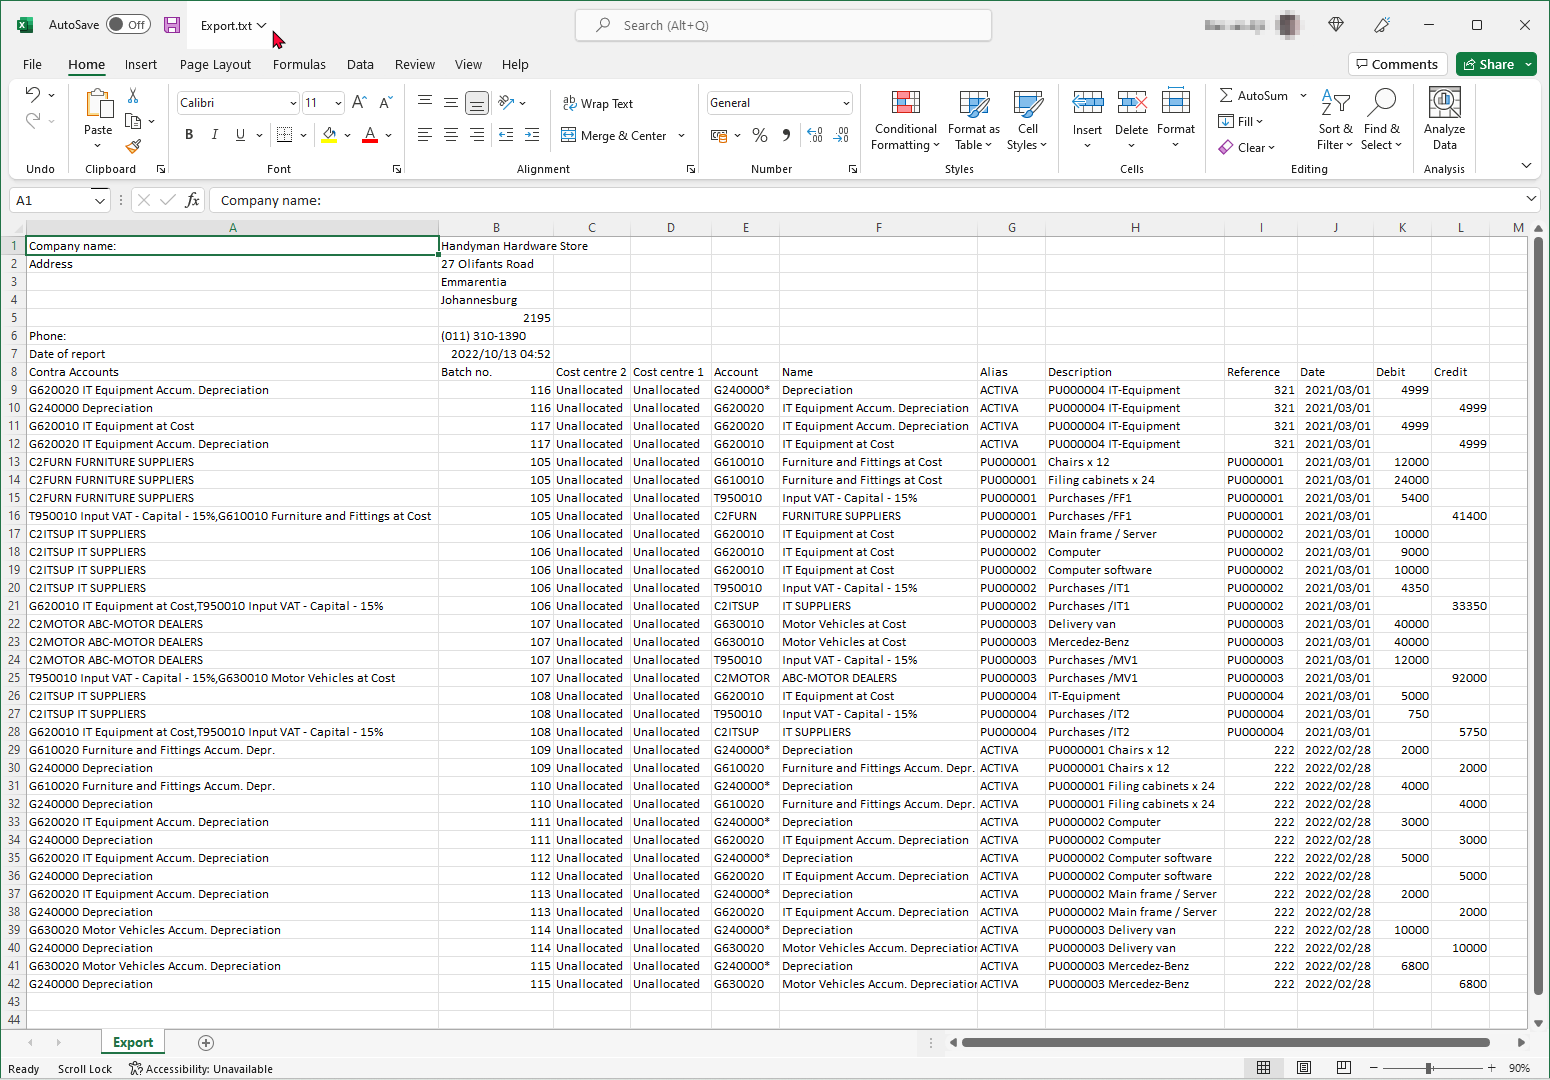 AutoSave Off Export.txt Search (Alt+Q)
File Home Insert Page Layout Formulas Data Review View Help Comments Share
Calibri 11 Wrap Text General AutoSum
Paste B I U Merge & Center % Conditional Formatting Format as Table Cell Styles Insert Delete Format Fill Clear Sort & Filter Find & Select Analyze Data
Undo Clipboard Font Alignment Number Styles Cells Editing Analysis
A1 fx Company name:
A B C D E F G H I J K L M
1 Company name: Handyman Hardware Store
2 Address 27 Olifants Road
3 Emmarentia
4 Johannesburg
5 2195
6 Phone: (011) 310-1390
7 Date of report 2022/10/13 04:52
8 Contra Accounts Batch no. Cost centre 2 Cost centre 1 Account Name Alias Description Reference Date Debit Credit
9 G620020 IT Equipment Accum. Depreciation 116 Unallocated Unallocated G240000* Depreciation ACTIVA PU000004 IT-Equipment 321 2021/03/01 4999
10 G240000 Depreciation 116 Unallocated Unallocated G620020 IT Equipment Accum. Depreciation ACTIVA PU000004 IT-Equipment 321 2021/03/01 4999
11 G620010 IT Equipment at Cost 117 Unallocated Unallocated G620020 IT Equipment Accum. Depreciation ACTIVA PU000004 IT-Equipment 321 2021/03/01 4999
12 G620020 IT Equipment Accum. Depreciation 117 Unallocated Unallocated G620010 IT Equipment at Cost ACTIVA PU000004 IT-Equipment 321 2021/03/01 4999
13 C2FURN FURNITURE SUPPLIERS 105 Unallocated Unallocated G610010 Furniture and Fittings at Cost PU000001 Chairs x 12 PU000001 2021/03/01 12000
14 C2FURN FURNITURE SUPPLIERS 105 Unallocated Unallocated G610010 Furniture and Fittings at Cost PU000001 Filing cabinets x 24 PU000001 2021/03/01 24000
15 C2FURN FURNITURE SUPPLIERS 105 Unallocated Unallocated T950010 Input VAT - Capital - 15% PU000001 Purchases /FF1 PU000001 2021/03/01 5400
16 T950010 Input VAT - Capital - 15%,G610010 Furniture and Fittings at Cost 105 Unallocated Unallocated C2FURN FURNITURE SUPPLIERS PU000001 Purchases /FF1 PU000001 2021/03/01 41400
17 C2ITSUP IT SUPPLIERS 106 Unallocated Unallocated G620010 IT Equipment at Cost PU000002 Main frame / Server PU000002 2021/03/01 10000
18 C2ITSUP IT SUPPLIERS 106 Unallocated Unallocated G620010 IT Equipment at Cost PU000002 Computer PU000002 2021/03/01 9000
19 C2ITSUP IT SUPPLIERS 106 Unallocated Unallocated G620010 IT Equipment at Cost PU000002 Computer software PU000002 2021/03/01 10000
20 C2ITSUP IT SUPPLIERS 106 Unallocated Unallocated T950010 Input VAT - Capital - 15% PU000002 Purchases /IT1 PU000002 2021/03/01 4350
21 G620010 IT Equipment at Cost,T950010 Input VAT - Capital - 15% 106 Unallocated Unallocated C2ITSUP IT SUPPLIERS PU000002 Purchases /IT1 PU000002 2021/03/01 33350
22 C2MOTOR ABC-MOTOR DEALERS 107 Unallocated Unallocated G630010 Motor Vehicles at Cost PU000003 Delivery van PU000003 2021/03/01 40000
23 C2MOTOR ABC-MOTOR DEALERS 107 Unallocated Unallocated G630010 Motor Vehicles at Cost PU000003 Mercedez-Benz PU000003 2021/03/01 40000
24 C2MOTOR ABC-MOTOR DEALERS 107 Unallocated Unallocated T950010 Input VAT - Capital - 15% PU000003 Purchases /MV1 PU000003 2021/03/01 12000
25 T950010 Input VAT - Capital - 15%,G630010 Motor Vehicles at Cost 107 Unallocated Unallocated C2MOTOR ABC-MOTOR DEALERS PU000003 Purchases /MV1 PU000003 2021/03/01 92000
26 C2ITSUP IT SUPPLIERS 108 Unallocated Unallocated G620010 IT Equipment at Cost PU000004 IT-Equipment PU000004 2021/03/01 5000
27 C2ITSUP IT SUPPLIERS 108 Unallocated Unallocated T950010 Input VAT - Capital - 15% PU000004 Purchases /IT2 PU000004 2021/03/01 750
28 G620010 IT Equipment at Cost,T950010 Input VAT - Capital - 15% 108 Unallocated Unallocated C2ITSUP IT SUPPLIERS PU000004 Purchases /IT2 PU000004 2021/03/01 5750
29 G610020 Furniture and Fittings Accum. Depr. 109 Unallocated Unallocated G240000* Depreciation ACTIVA PU000001 Chairs x 12 222 2022/02/28 2000
30 G240000 Depreciation 109 Unallocated Unallocated G610020 Furniture and Fittings Accum. Depr. ACTIVA PU000001 Chairs x 12 222 2022/02/28 2000
31 G610020 Furniture and Fittings Accum. Depr. 110 Unallocated Unallocated G240000* Depreciation ACTIVA PU000001 Filing cabinets x 24 222 2022/02/28 4000
32 G240000 Depreciation 110 Unallocated Unallocated G610020 Furniture and Fittings Accum. Depr. ACTIVA PU000001 Filing cabinets x 24 222 2022/02/28 4000
33 G620020 IT Equipment Accum. Depreciation 111 Unallocated Unallocated G240000* Depreciation ACTIVA PU000002 Computer 222 2022/02/28 3000
34 G240000 Depreciation 111 Unallocated Unallocated G620020 IT Equipment Accum. Depreciation ACTIVA PU000002 Computer 222 2022/02/28 3000
35 G620020 IT Equipment Accum. Depreciation 112 Unallocated Unallocated G240000* Depreciation ACTIVA PU000002 Computer software 222 2022/02/28 5000
36 G240000 Depreciation 112 Unallocated Unallocated G620020 IT Equipment Accum. Depreciation ACTIVA PU000002 Computer software 222 2022/02/28 5000
37 G620020 IT Equipment Accum. Depreciation 113 Unallocated Unallocated G240000* Depreciation ACTIVA PU000002 Main frame / Server 222 2022/02/28 2000
38 G240000 Depreciation 113 Unallocated Unallocated G620020 IT Equipment Accum. Depreciation ACTIVA PU000002 Main frame / Server 222 2022/02/28 2000
39 G630020 Motor Vehicles Accum. Depreciation 114 Unallocated Unallocated G240000* Depreciation ACTIVA PU000003 Delivery van 222 2022/02/28 10000
40 G240000 Depreciation 114 Unallocated Unallocated G630020 Motor Vehicles Accum. Depreciation ACTIVA PU000003 Delivery van 222 2022/02/28 10000
41 G630020 Motor Vehicles Accum. Depreciation 115 Unallocated Unallocated G240000* Depreciation ACTIVA PU000003 Mercedez-Benz 222 2022/02/28 6800
42 G240000 Depreciation 115 Unallocated Unallocated G630020 Motor Vehicles Accum. Depreciation ACTIVA PU000003 Mercedez-Benz 222 2022/02/28 6800
43
44
Export
Ready Scroll Lock Accessibility: Unavailable 90%